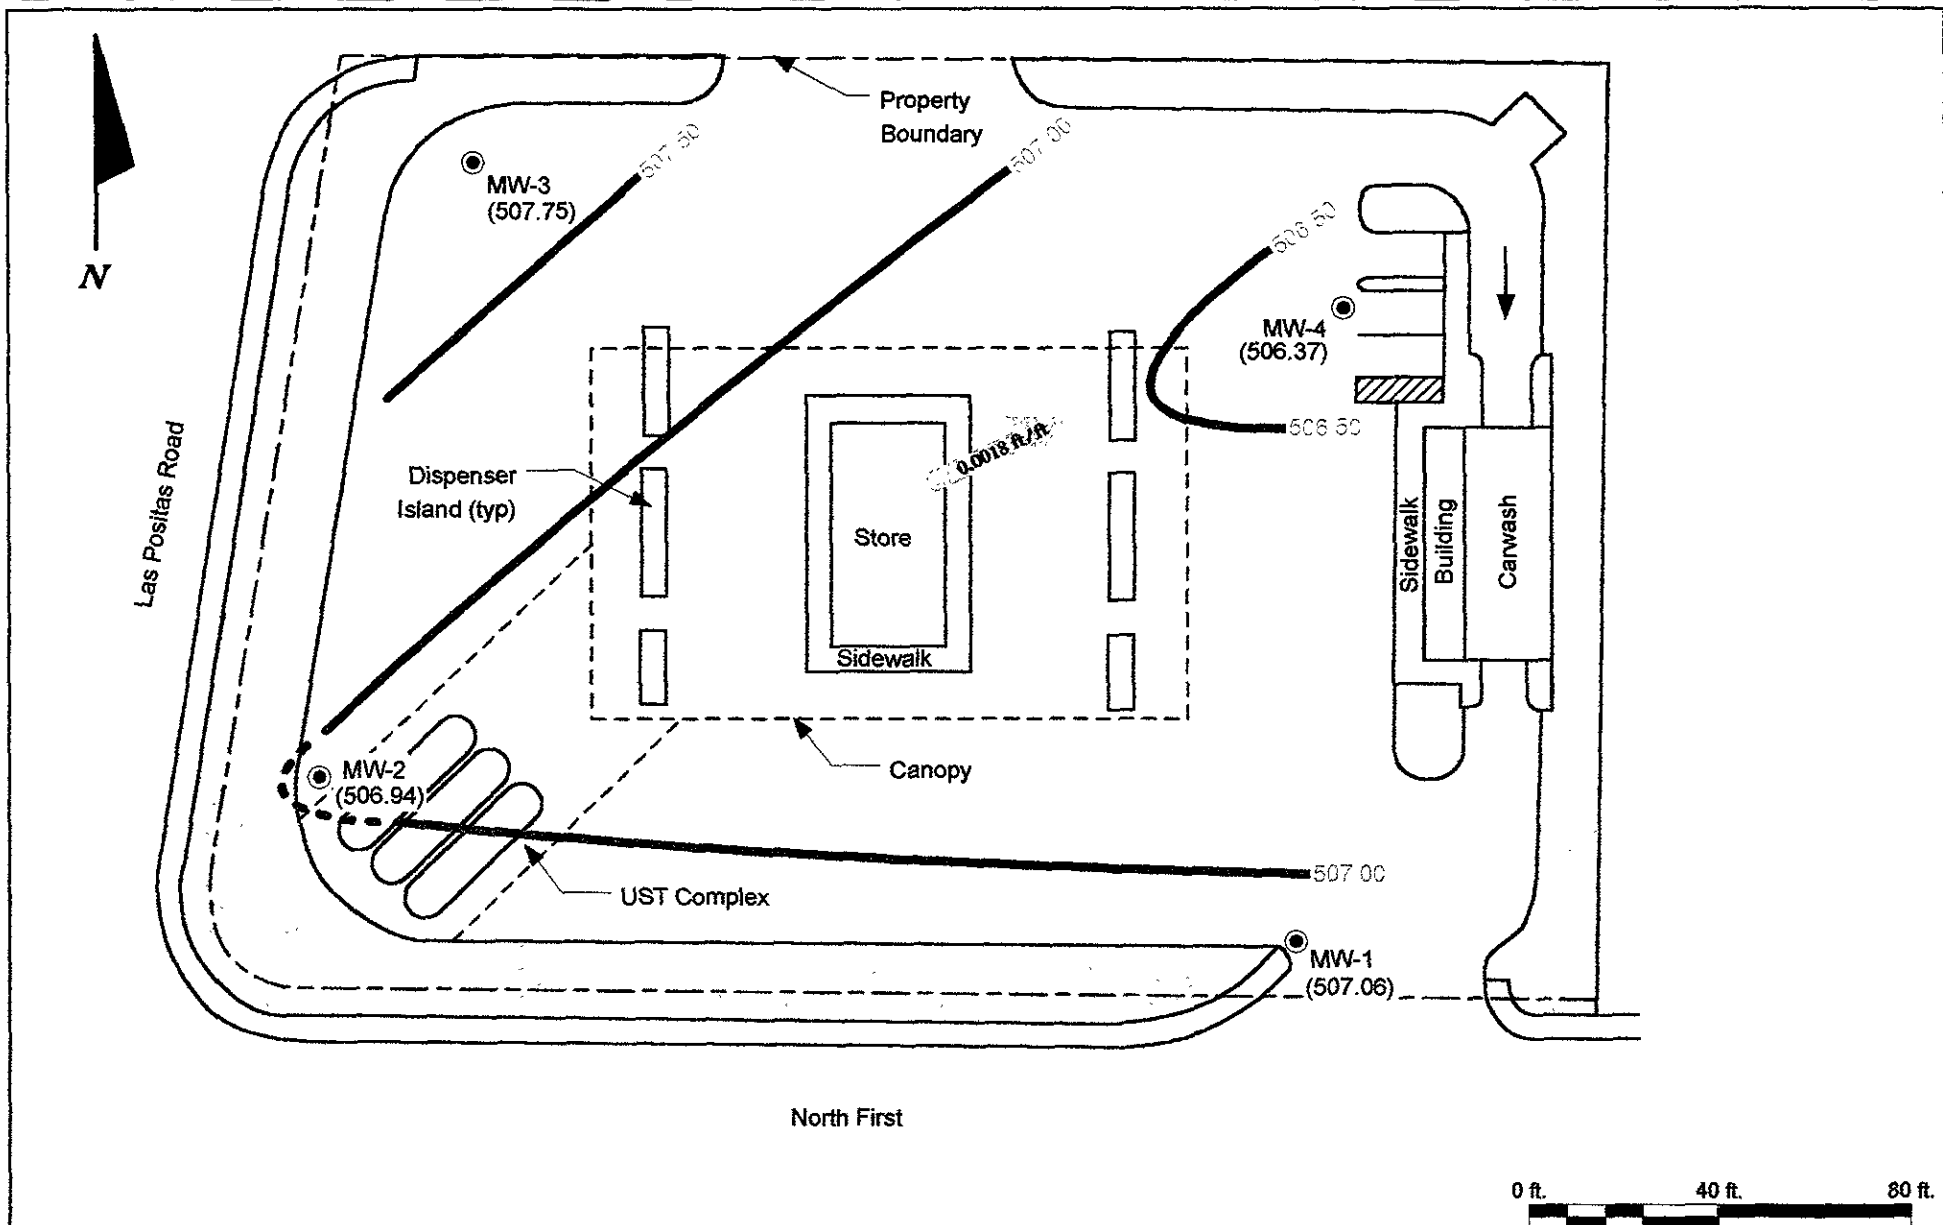 Property
Boundary
507 50
507 00
MW-3
(507.75)
N
506 50
MW-4
(506.37)
506 50
0.0018 ft/ft
Dispenser
Island (typ)
Las Positas Road
Store
Sidewalk
Sidewalk
Building
Carwash
MW-2
(506.94)
Canopy
UST Complex
507 00
MW-1
(507.06)
North First
0 ft. 40 ft. 80 ft.